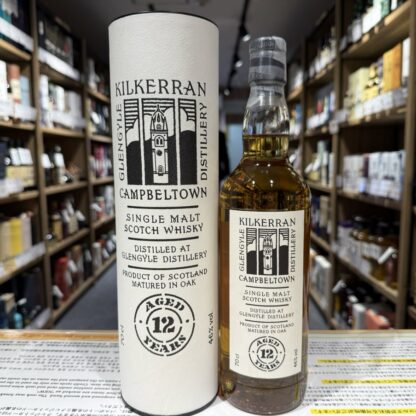 KILKERRAN
GLENGYLE
DISTILLERY
CAMPBELTOWN
SINGLE MALT
SCOTCH WHISKY
DISTILLED AT
GLENGYLE DISTILLERY
PRODUCT OF SCOTLAND
MATURED IN OAK
70cl
AGED
12
YEARS
46% vol
KILKERRAN
GLENGYLE
DISTILLERY
CAMPBELTOWN
SINGLE MALT
SCOTCH WHISKY
DISTILLED AT
GLENGYLE DISTILLERY
PRODUCT OF SCOTLAND
MATURED IN OAK
70cl
AGED
12
YEARS
46% vol